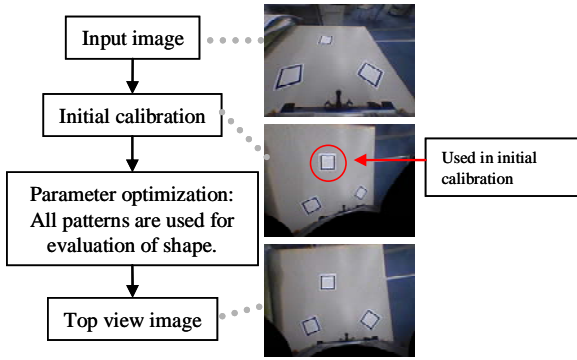 Input image
Initial calibration
Used in initial
calibration
Parameter optimization:
All patterns are used for
evaluation of shape.
Top view image